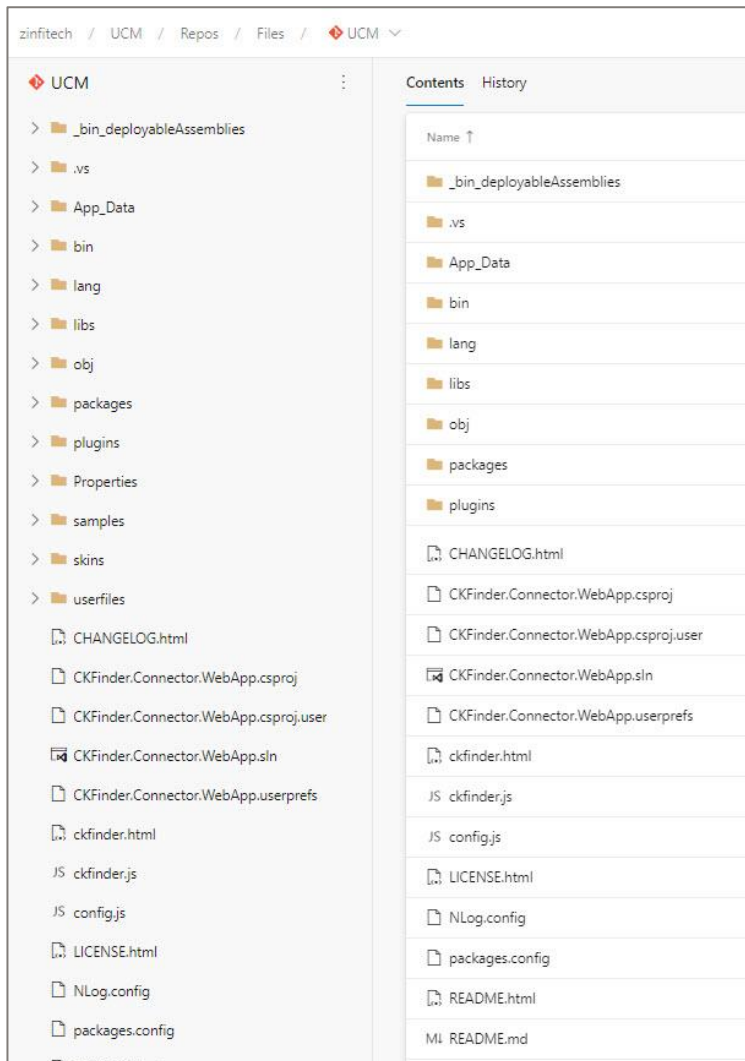 zinfitech / UCM / Repos / Files / UCM
UCM
_bin_deployableAssemblies
.vs
App_Data
bin
lang
libs
obj
packages
plugins
Properties
samples
skins
userfiles
CHANGELOG.html
CKFinder.Connector.WebApp.csproj
CKFinder.Connector.WebApp.csproj.user
CKFinder.Connector.WebApp.sln
CKFinder.Connector.WebApp.userprefs
ckfinder.html
JS ckfinder.js
JS config.js
LICENSE.html
NLog.config
packages.config
Contents History
Name ↑
_bin_deployableAssemblies
.vs
App_Data
bin
lang
libs
obj
packages
plugins
CHANGELOG.html
CKFinder.Connector.WebApp.csproj
CKFinder.Connector.WebApp.csproj.user
CKFinder.Connector.WebApp.sln
CKFinder.Connector.WebApp.userprefs
ckfinder.html
JS ckfinder.js
JS config.js
LICENSE.html
NLog.config
packages.config
README.html
M↓ README.md